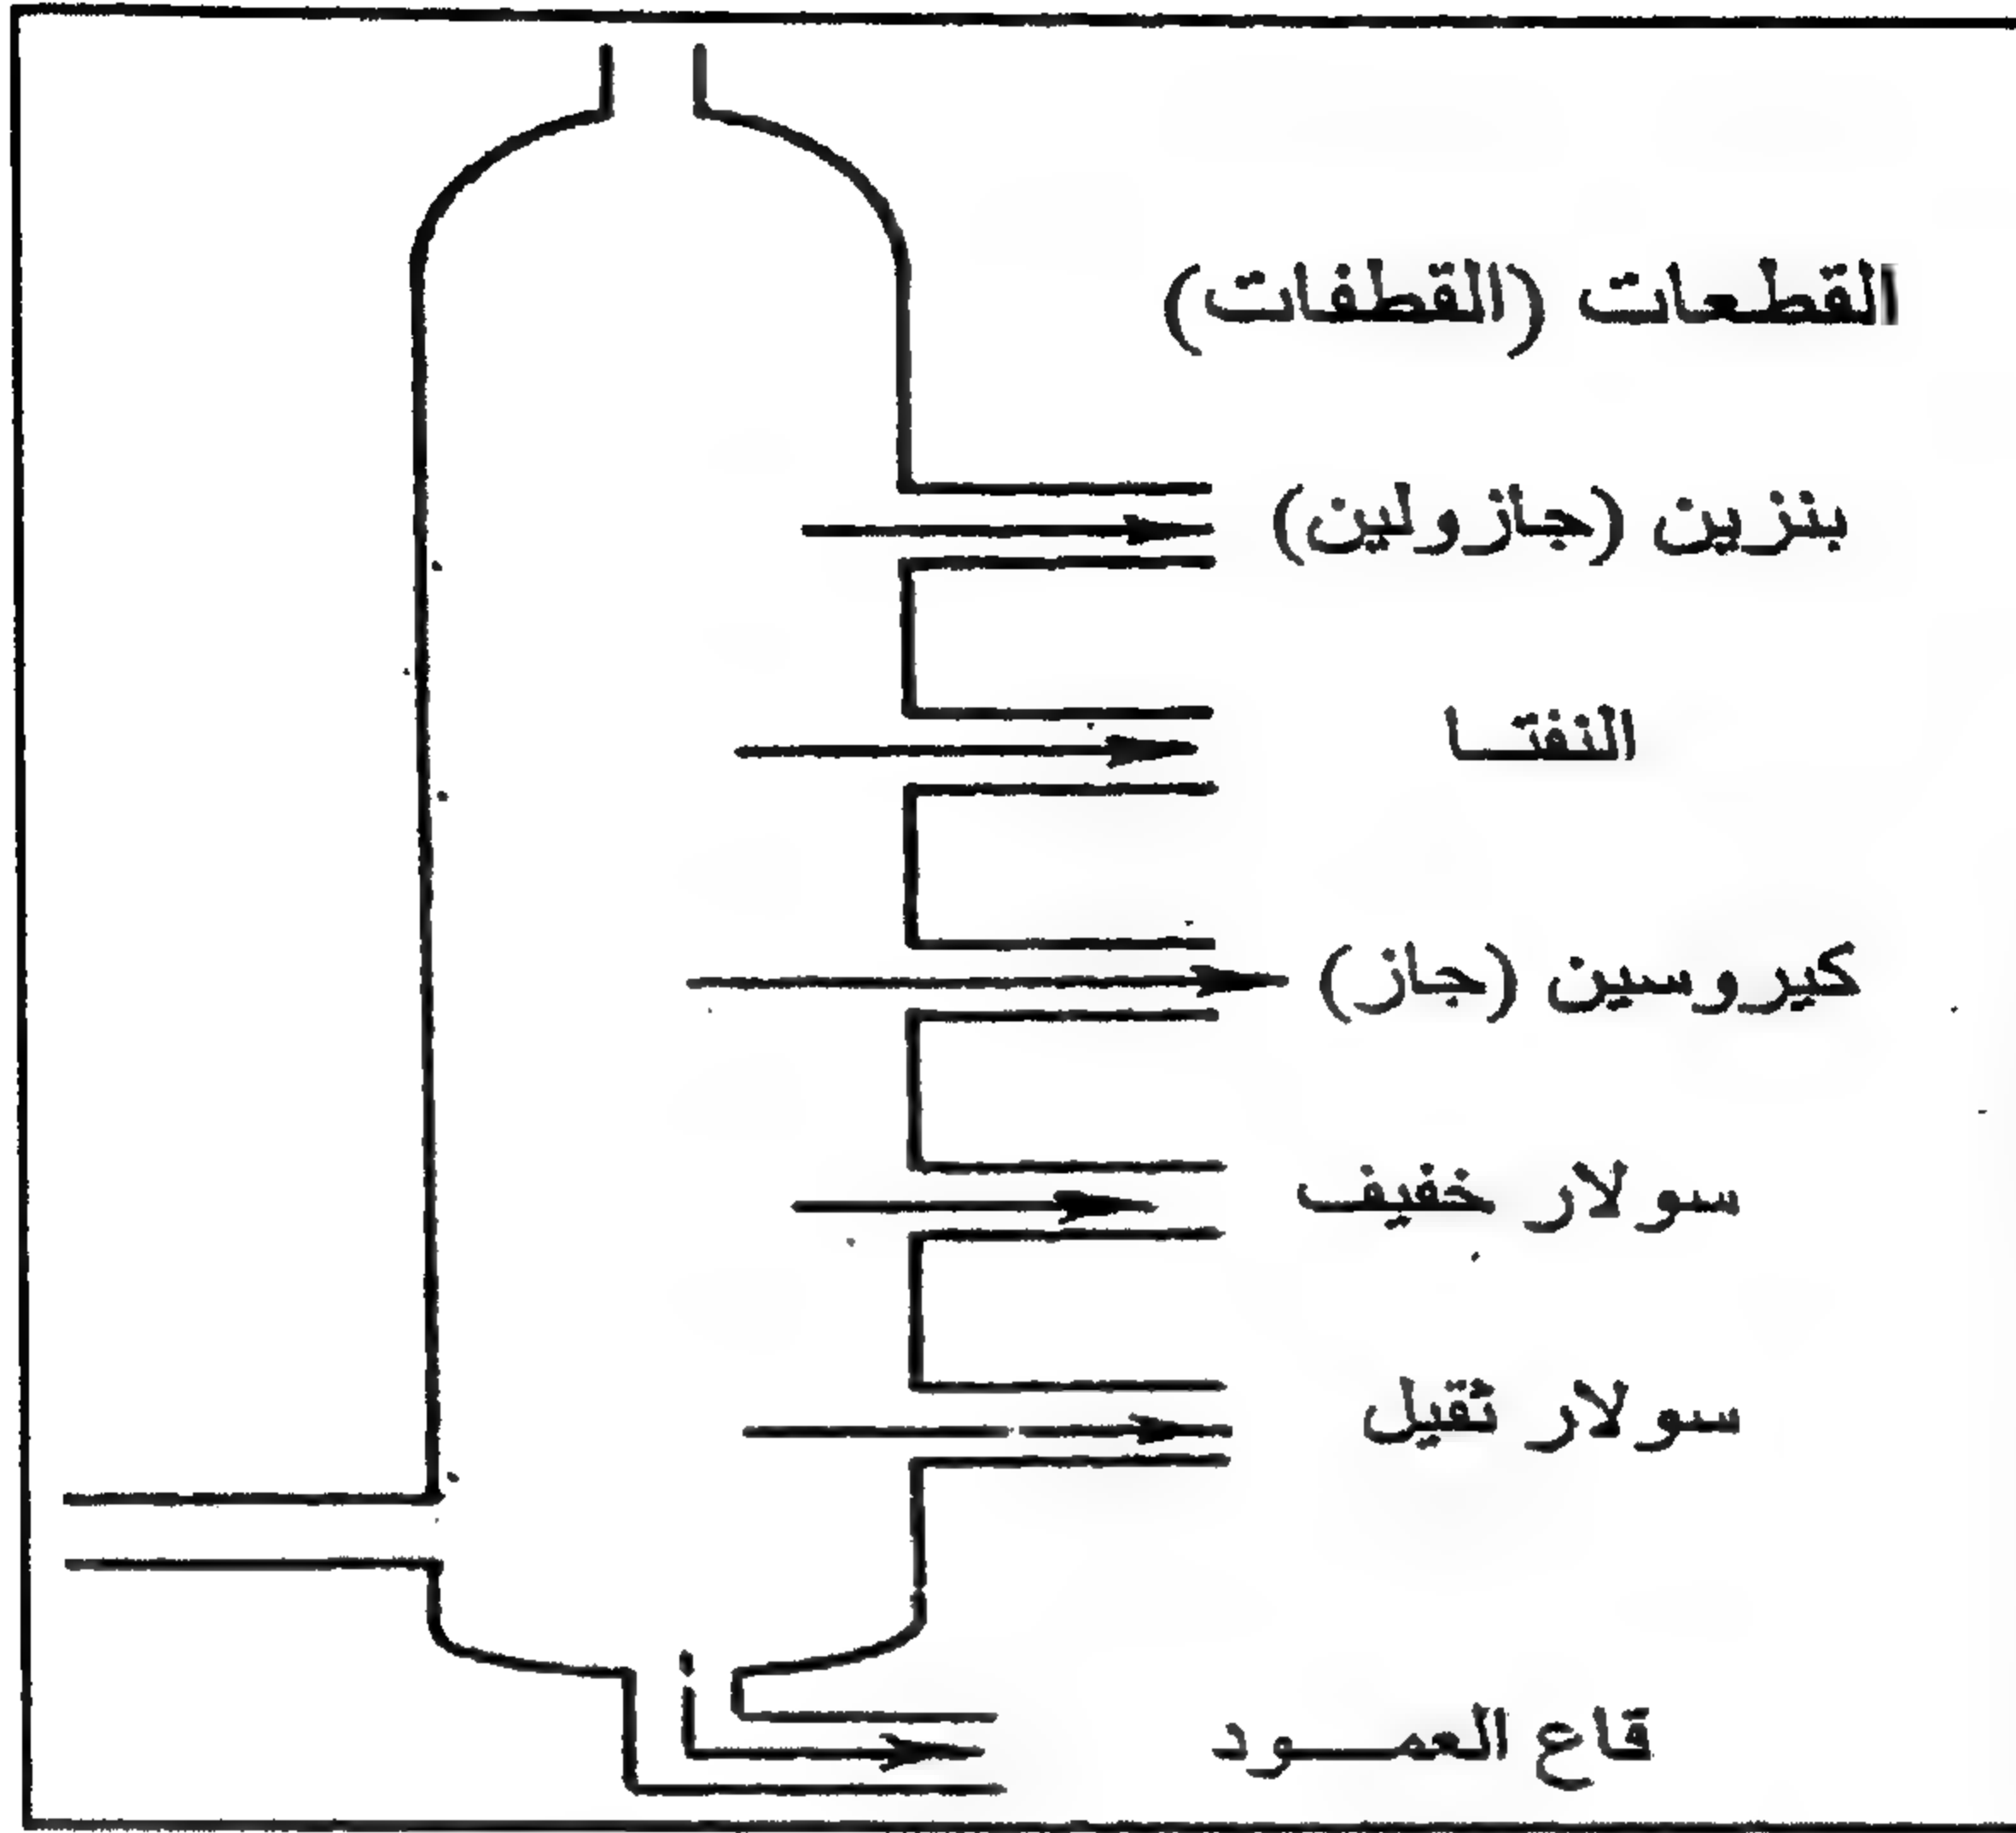 القطعات (القطفات)
بنزين (جازولين)
النفتــا
كيروسين (جاز)
سولار خفيف
سولار ثقيل
قاع العمـــود